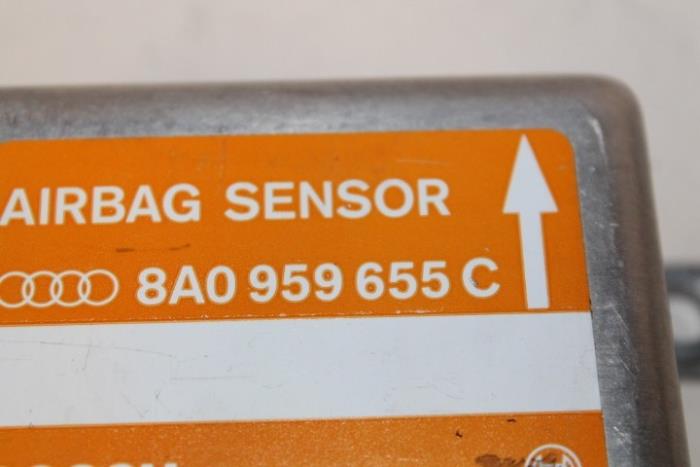 AIRBAG SENSOR
8A0 959 655 C